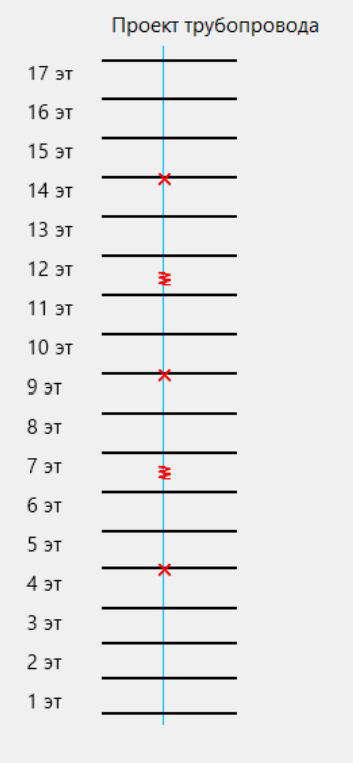 Проект трубопровода
17 эт
16 эт
15 эт
14 эт
13 эт
12 эт
11 эт
10 эт
9 эт
8 эт
7 эт
6 эт
5 эт
4 эт
3 эт
2 эт
1 эт